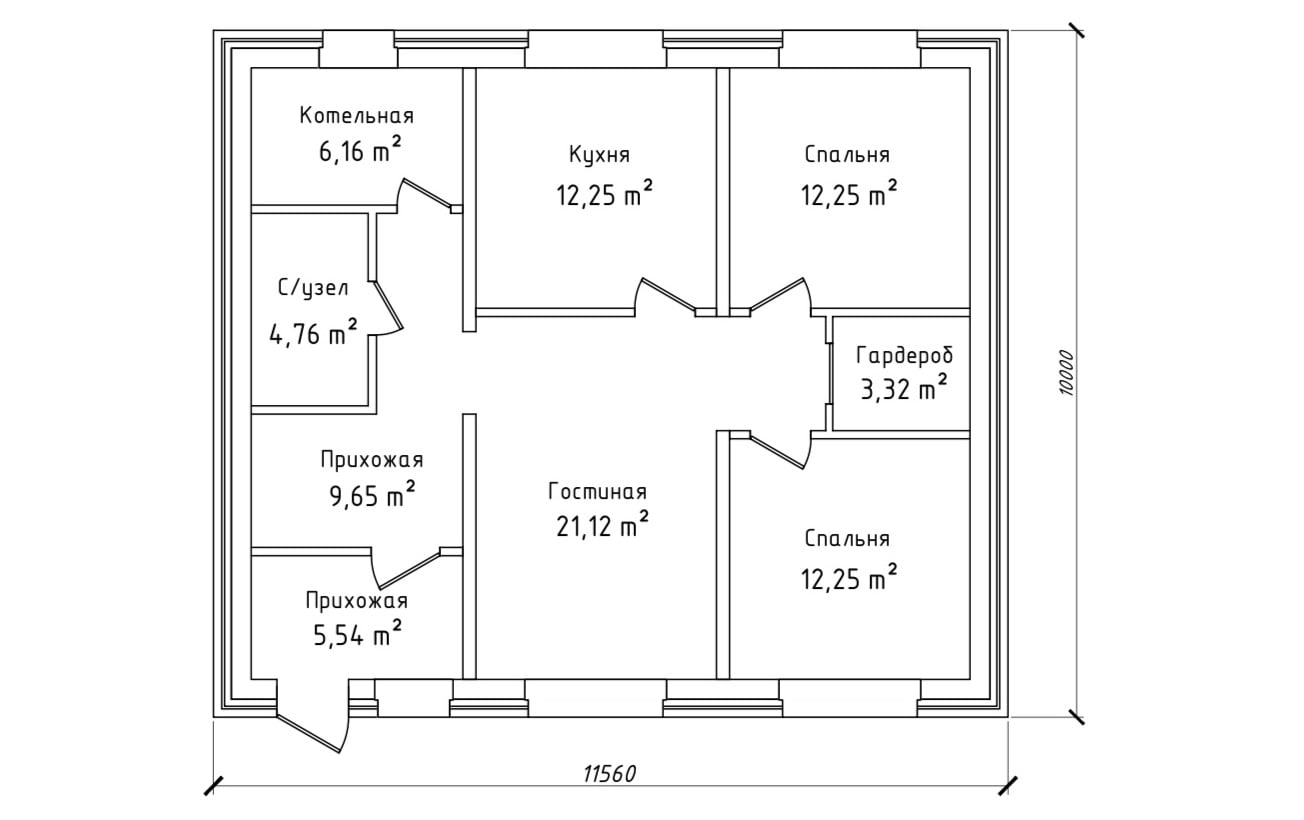 Котельная
6,16 m²
Кухня
12,25 m²
Спальня
12,25 m²
С/узел
4,76 m²
Гардероб
3,32 m²
10000
Прихожая
9,65 m²
Гостиная
21,12 m²
Спальня
12,25 m²
Прихожая
5,54 m²
11560